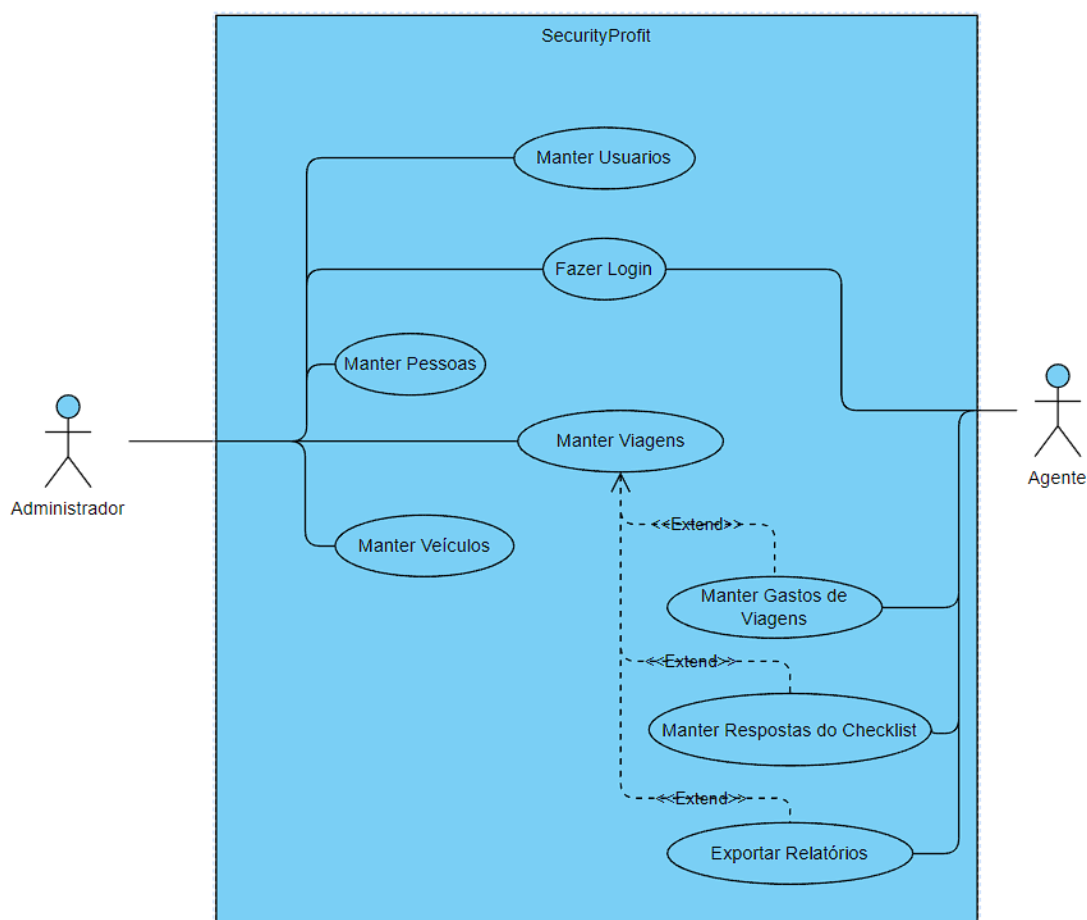 SecurityProfit
Manter Usuarios
Fazer Login
Manter Pessoas
Manter Viagens
Administrador
Agente
<<Extend>>
Manter Veículos
Manter Gastos de
Viagens
<<Extend>>
Manter Respostas do Checklist
<<Extend>>
Exportar Relatórios